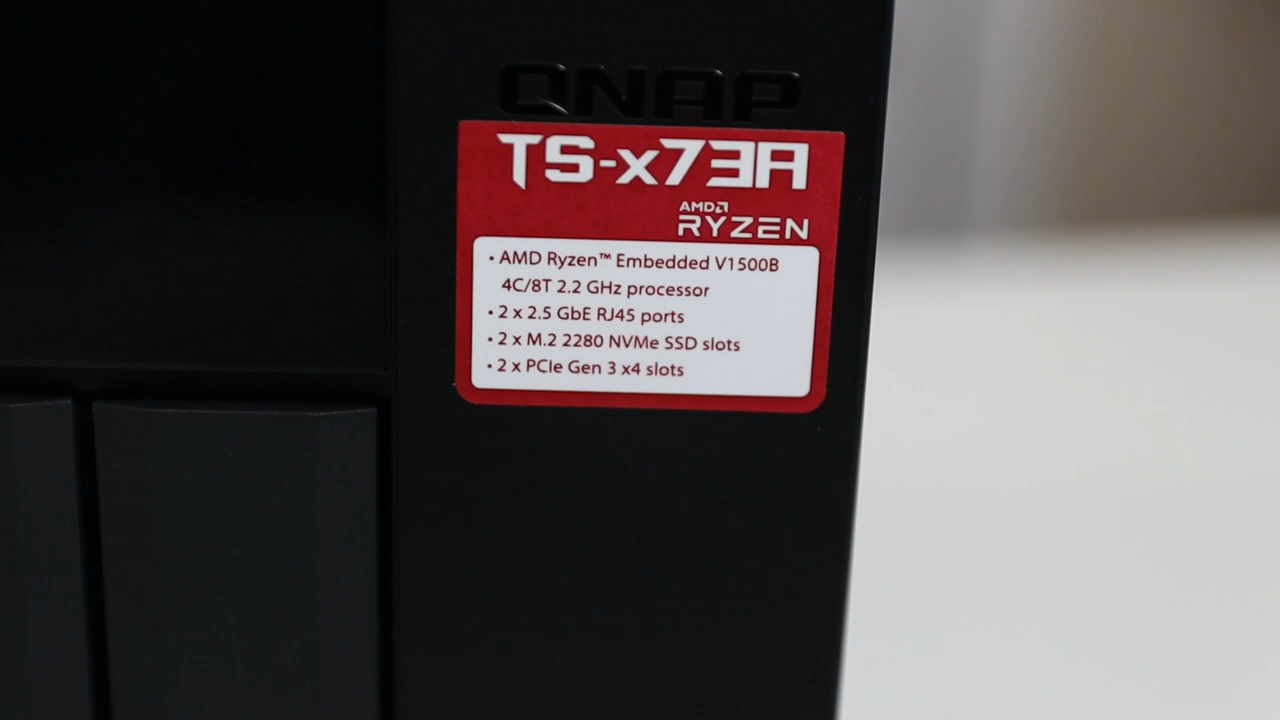 QNAP
TS-x73A
AMD
RYZEN
• AMD Ryzen™ Embedded V1500B
4C/8T 2.2 GHz processor
• 2 x 2.5 GbE RJ45 ports
• 2 x M.2 2280 NVMe SSD slots
• 2 x PCIe Gen 3 x4 slots